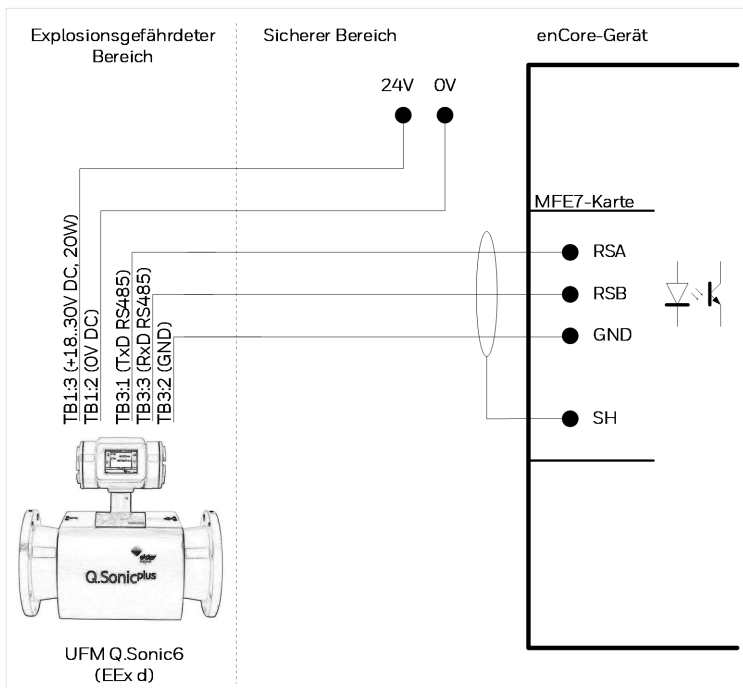 Explosionsgefährdeter
Bereich
Sicherer Bereich
enCore-Gerät
24V
0V
MFE7-Karte
RSA
RSB
GND
SH
TB1:3 (+18..30V DC, 20W)
TB1:2 (0V DC)
TB3:1 (TxD RS485)
TB3:3 (RxD RS485)
TB3:2 (GND)
elster
Q.Sonicplus
UFM Q.Sonic6
(EEx d)